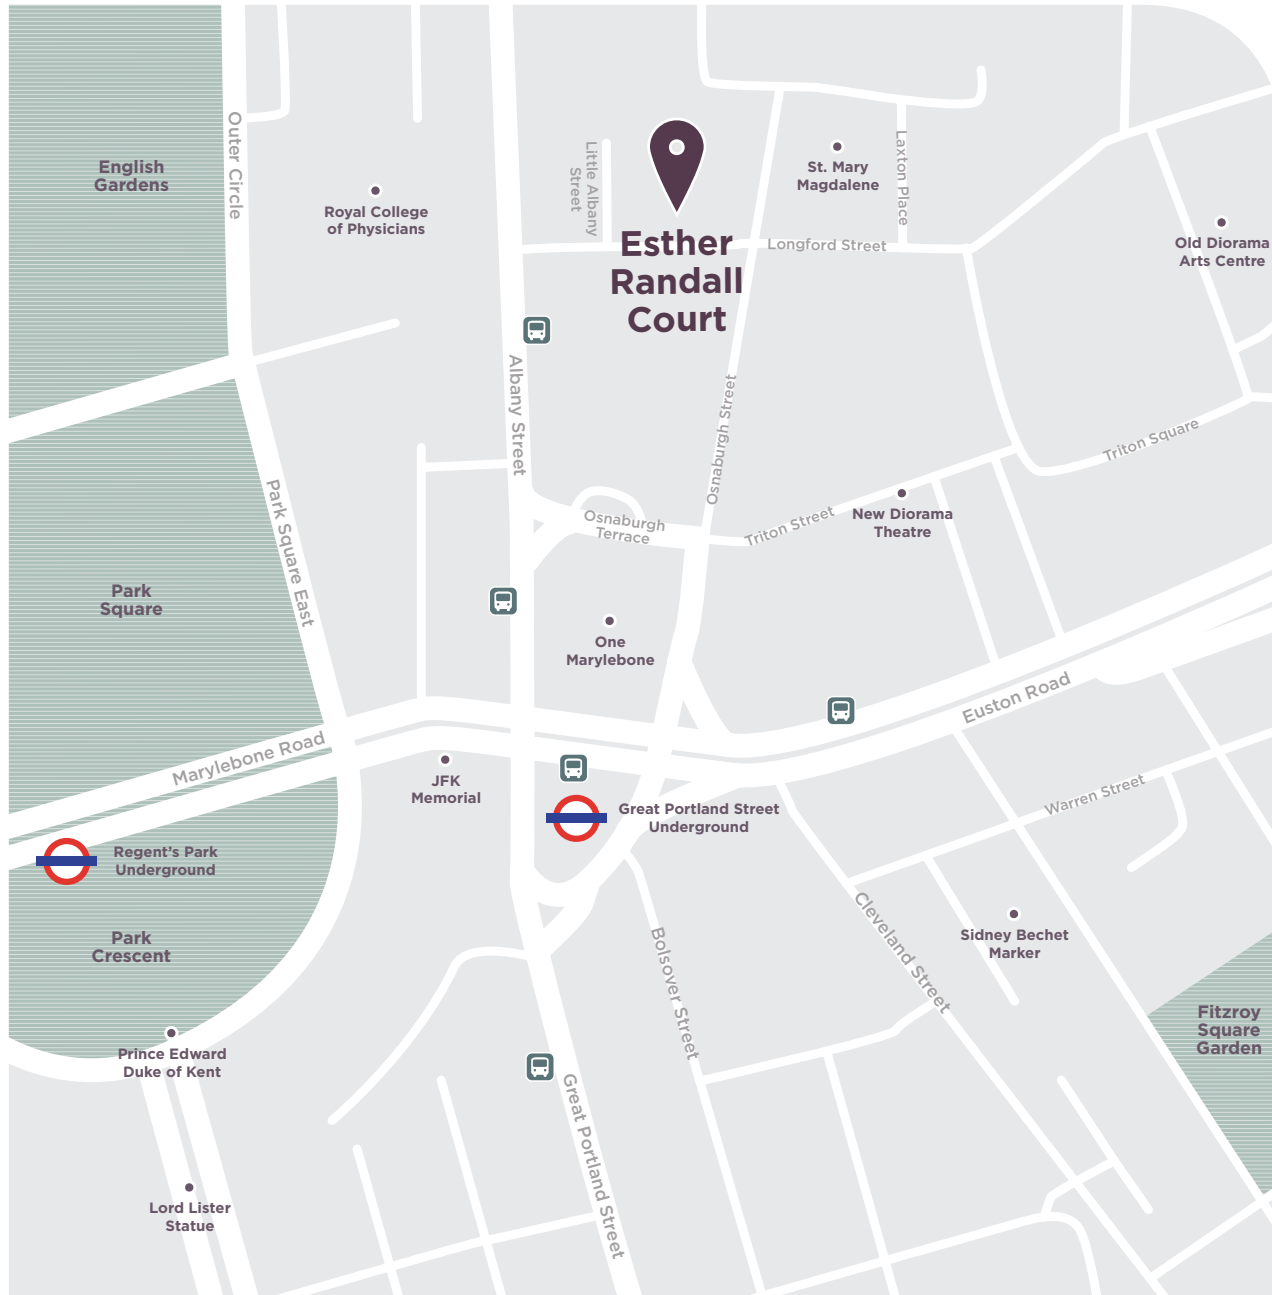 Outer Circle
English
Gardens
Royal College
of Physicians
Little Albany
Street
St. Mary
Magdalene
Laxton Place
Longford Street
Old Diorama
Arts Centre
Esther
Randall
Court
Albany Street
Osnaburgh Street
Triton Square
Park Square East
Osnaburgh
Terrace
Triton Street
New Diorama
Theatre
Park
Square
One
Marylebone
Euston Road
Marylebone Road
JFK
Memorial
Great Portland Street
Underground
Warren Street
Regent's Park
Underground
Park
Crescent
Cleveland Street
Sidney Bechet
Marker
Bolsover Street
Fitzroy
Square
Garden
Prince Edward
Duke of Kent
Great Portland Street
Lord Lister
Statue